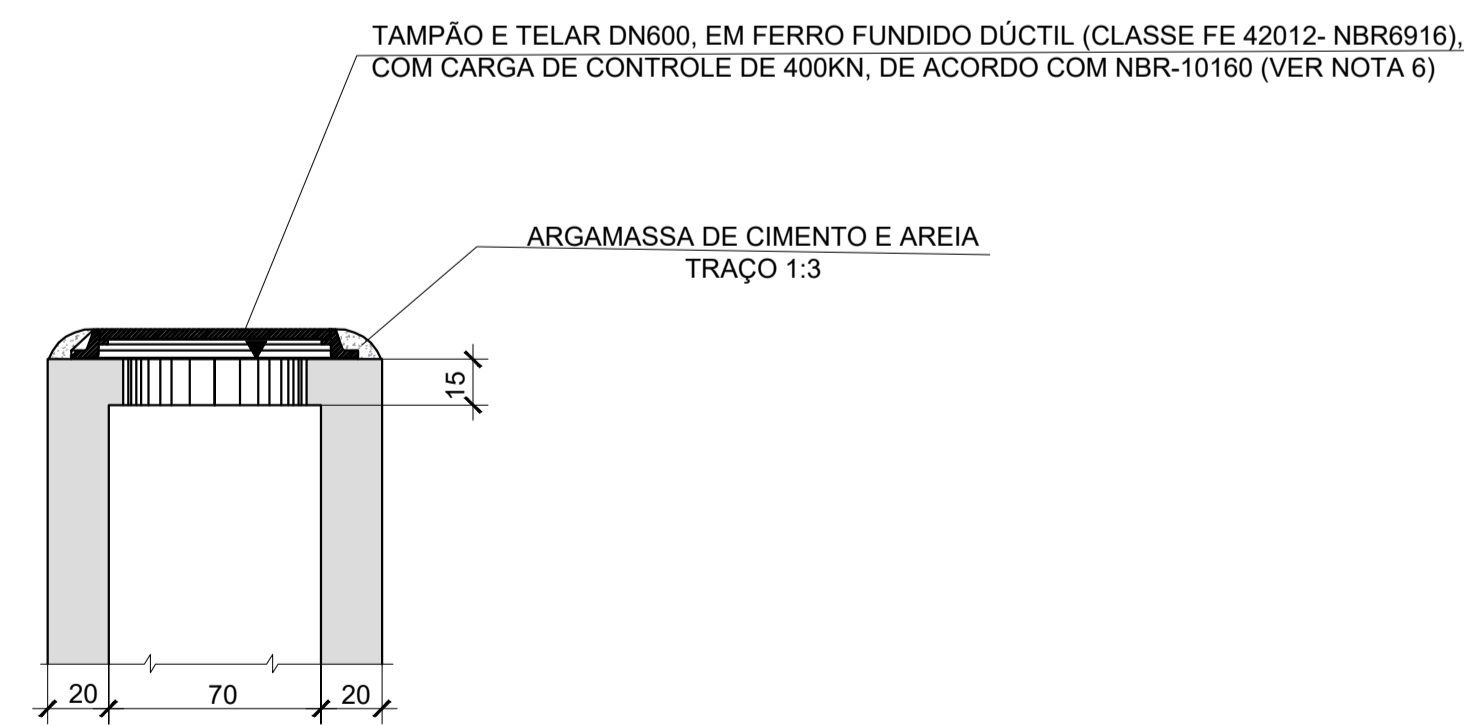 TAMPÃO E TELAR DN600, EM FERRO FUNDIDO DÚCTIL (CLASSE FE 42012- NBR6916),
COM CARGA DE CONTROLE DE 400KN, DE ACORDO COM NBR-10160 (VER NOTA 6)
ARGAMASSA DE CIMENTO E AREIA
TRAÇO 1:3
15
20 70 20